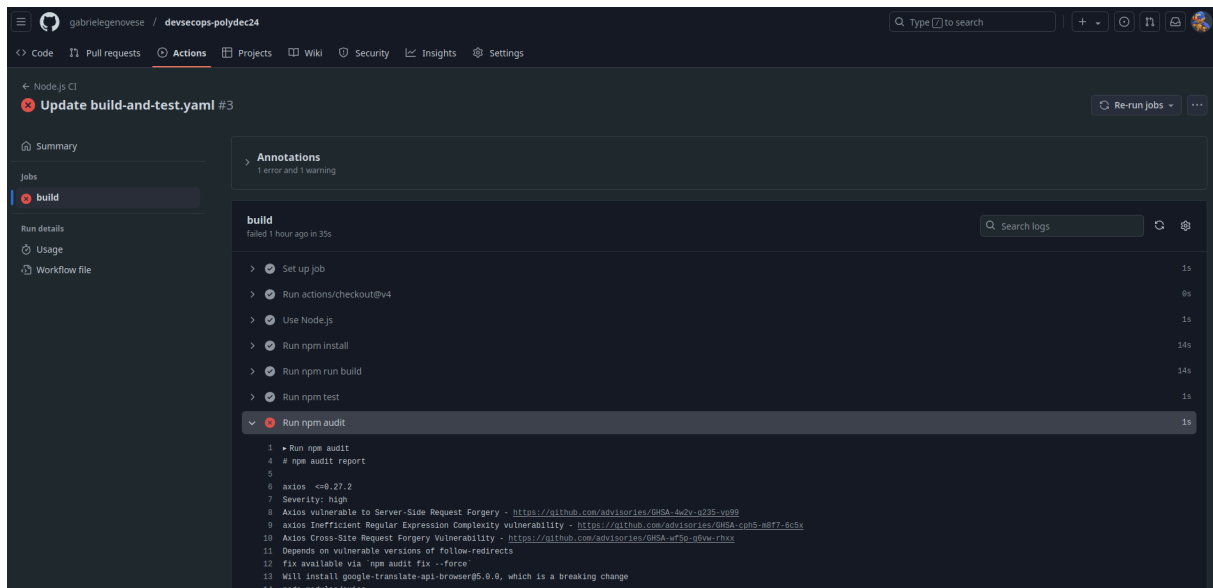 gabrielegenovese / devsecops-polydec24
Type / to search
Code Pull requests Actions Projects Wiki Security Insights Settings
Node.js CI
Update build-and-test.yaml #3
Re-run jobs
Summary
Jobs
build
Run details
Usage
Workflow file
Annotations
1 error and 1 warning
build
failed 1 hour ago in 35s
Search logs
Set up job 1s
Run actions/checkout@v4 0s
Use Node.js 1s
Run npm install 14s
Run npm run build 14s
Run npm test 1s
Run npm audit 1s
1 Run npm audit
4 # npm audit report
5
6 axios <=0.27.2
7 Severity: high
8 Axios vulnerable to Server-Side Request Forgery - https://github.com/advisories/GHSA-4w2v-q235-vp99
9 axios Inefficient Regular Expression Complexity vulnerability - https://github.com/advisories/GHSA-cph5-m8f7-6c5x
10 Axios Cross-Site Request Forgery Vulnerability - https://github.com/advisories/GHSA-wf5p-g6vw-rhxx
11 Depends on vulnerable versions of follow-redirects
12 fix available via `npm audit fix --force`
13 Will install google-translate-api-browser@5.0.0, which is a breaking change